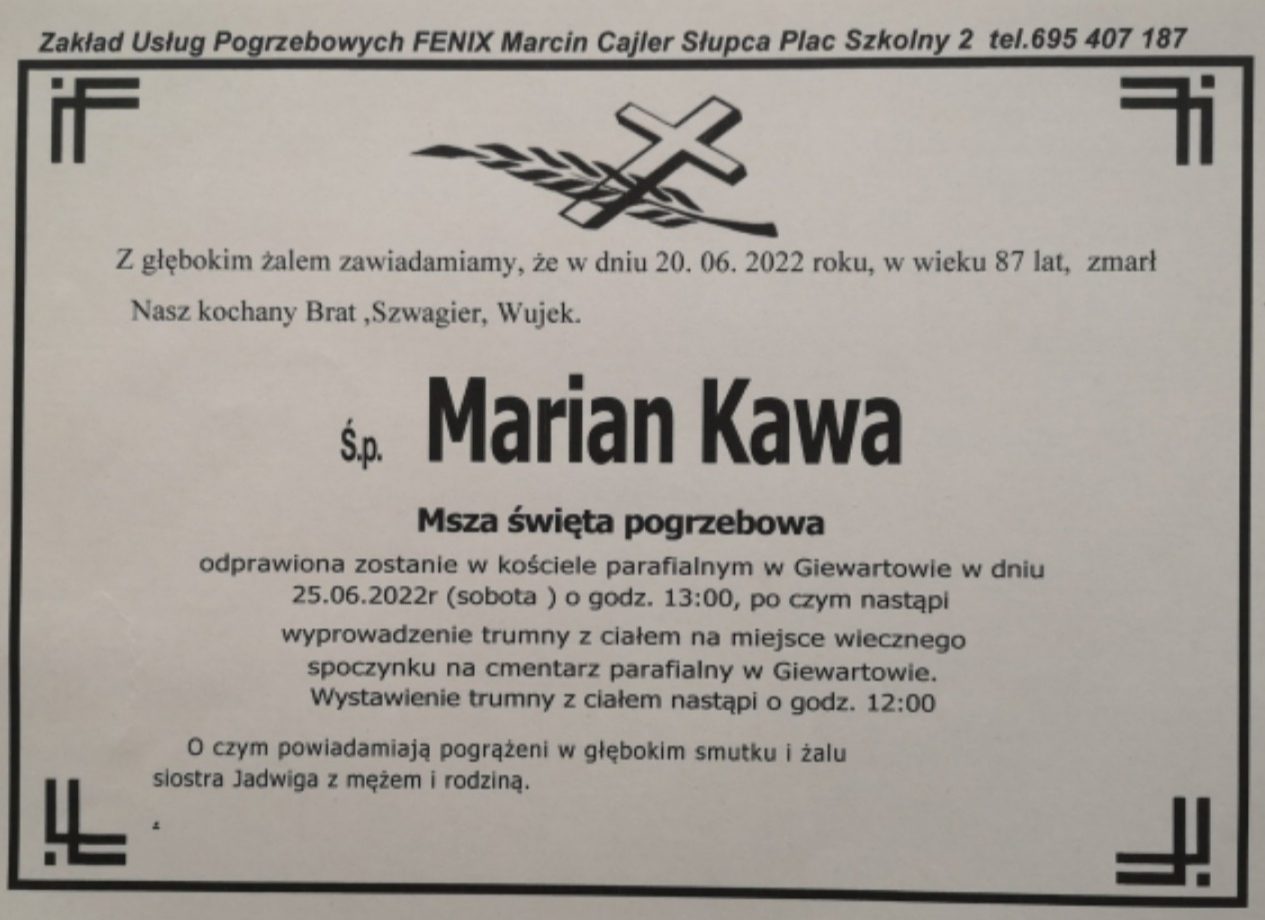 Zakład Usług Pogrzebowych FENIX Marcin Cajler Słupca Plac Szkolny 2 tel.695 407 187
Z głębokim żalem zawiadamiamy, że w dniu 20. 06. 2022 roku, w wieku 87 lat, zmarł
Nasz kochany Brat ,Szwagier, Wujek.
Ś.p. Marian Kawa
Msza święta pogrzebowa
odprawiona zostanie w kościele parafialnym w Giewartowie w dniu
25.06.2022r (sobota ) o godz. 13:00, po czym nastąpi
wyprowadzenie trumny z ciałem na miejsce wiecznego
spoczynku na cmentarz parafialny w Giewartowie.
Wystawienie trumny z ciałem nastąpi o godz. 12:00
O czym powiadamiają pogrążeni w głębokim smutku i żalu
siostra Jadwiga z mężem i rodziną.